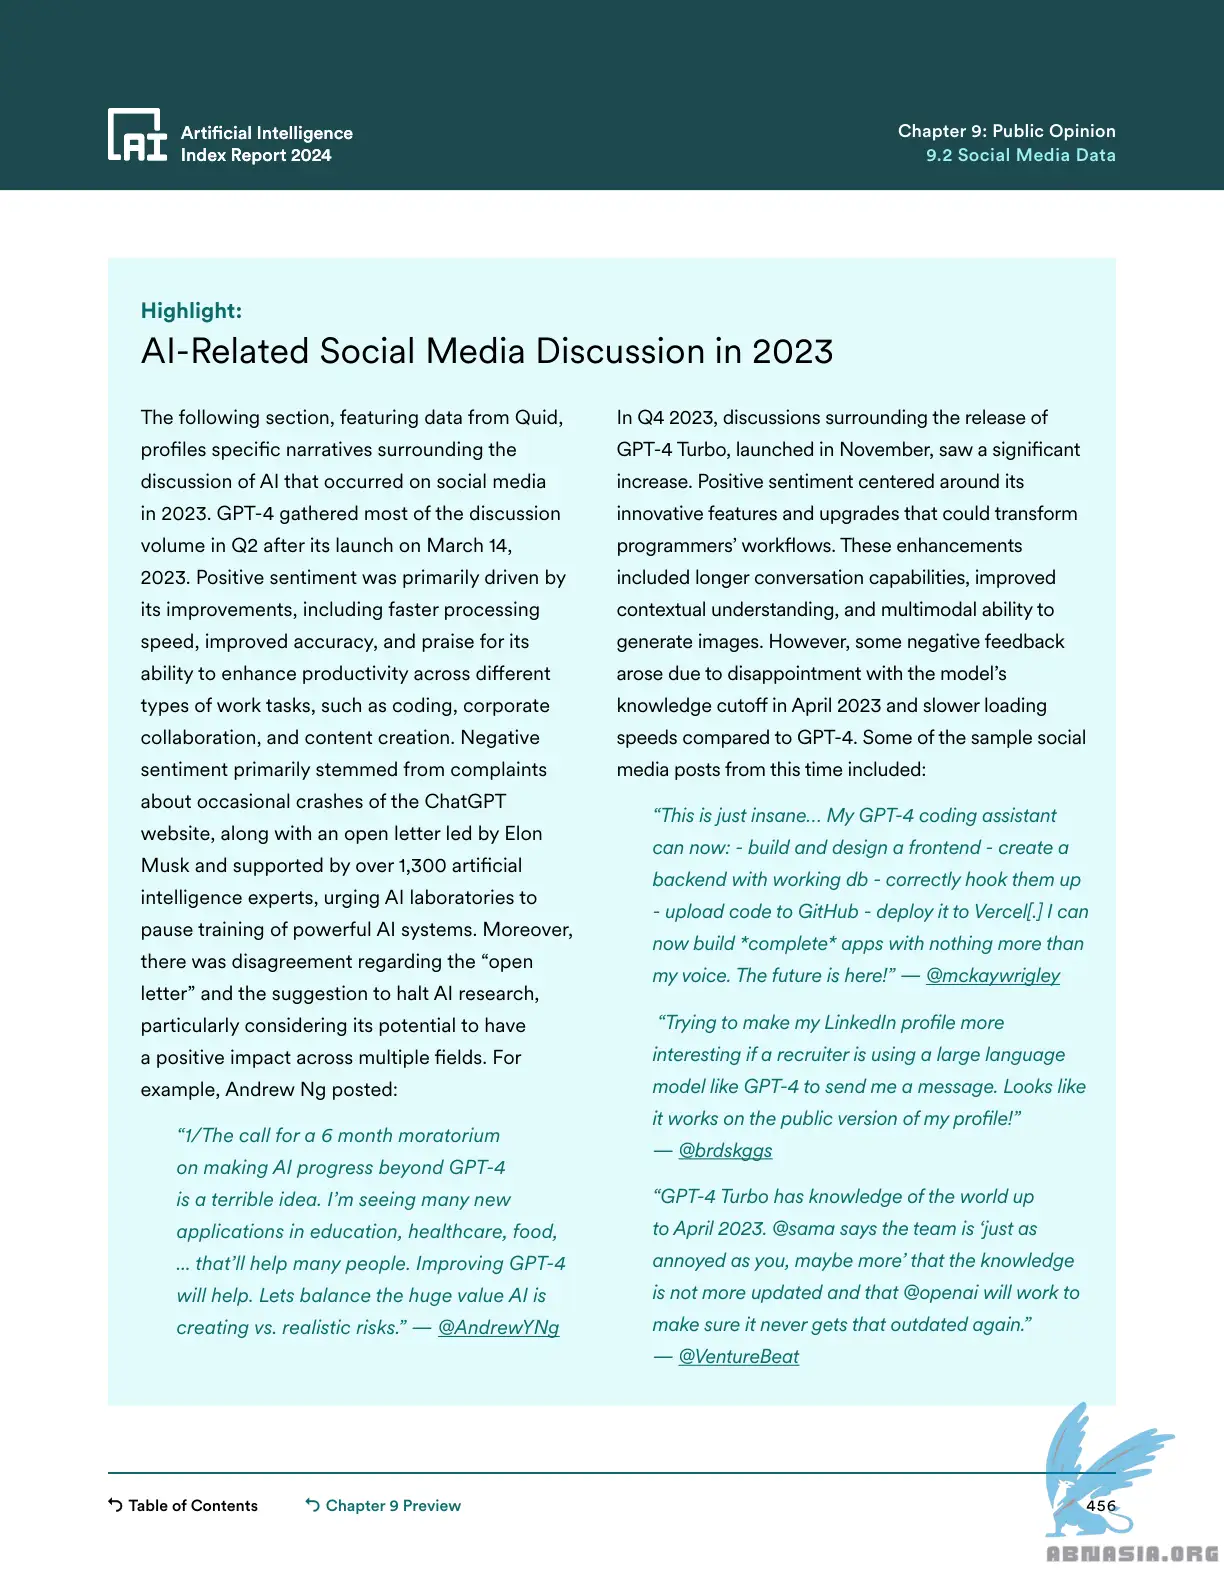 Artificial Intelligence
Index Report 2024
Chapter 9: Public Opinion
9.2 Social Media Data
Highlight:
AI-Related Social Media Discussion in 2023
The following section, featuring data from Quid,
profiles specific narratives surrounding the
discussion of AI that occurred on social media
in 2023. GPT-4 gathered most of the discussion
volume in Q2 after its launch on March 14,
2023. Positive sentiment was primarily driven by
its improvements, including faster processing
speed, improved accuracy, and praise for its
ability to enhance productivity across different
types of work tasks, such as coding, corporate
collaboration, and content creation. Negative
sentiment primarily stemmed from complaints
about occasional crashes of the ChatGPT
website, along with an open letter led by Elon
Musk and supported by over 1,300 artificial
intelligence experts, urging AI laboratories to
pause training of powerful AI systems. Moreover,
there was disagreement regarding the “open
letter” and the suggestion to halt AI research,
particularly considering its potential to have
a positive impact across multiple fields. For
example, Andrew Ng posted:
“1/The call for a 6 month moratorium
on making AI progress beyond GPT-4
is a terrible idea. I’m seeing many new
applications in education, healthcare, food,
… that’ll help many people. Improving GPT-4
will help. Lets balance the huge value AI is
creating vs. realistic risks.” — @AndrewYNg
In Q4 2023, discussions surrounding the release of
GPT-4 Turbo, launched in November, saw a significant
increase. Positive sentiment centered around its
innovative features and upgrades that could transform
programmers’ workflows. These enhancements
included longer conversation capabilities, improved
contextual understanding, and multimodal ability to
generate images. However, some negative feedback
arose due to disappointment with the model’s
knowledge cutoff in April 2023 and slower loading
speeds compared to GPT-4. Some of the sample social
media posts from this time included:
“This is just insane… My GPT-4 coding assistant
can now: - build and design a frontend - create a
backend with working db - correctly hook them up
- upload code to GitHub - deploy it to Vercel[.] I can
now build *complete* apps with nothing more than
my voice. The future is here!” — @mckaywrigley
“Trying to make my LinkedIn profile more
interesting if a recruiter is using a large language
model like GPT-4 to send me a message. Looks like
it works on the public version of my profile!”
— @brdskggs
“GPT-4 Turbo has knowledge of the world up
to April 2023. @sama says the team is ‘just as
annoyed as you, maybe more’ that the knowledge
is not more updated and that @openai will work to
make sure it never gets that outdated again.”
— @VentureBeat
Table of Contents
Chapter 9 Preview
456
ABNASIA.ORG